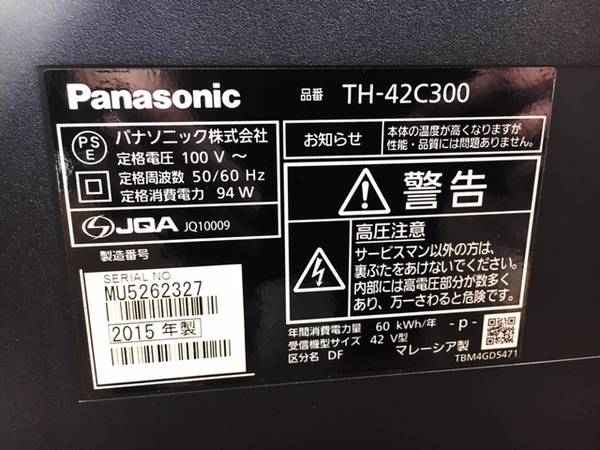 Panasonic
品番 TH-42C300
PS
E
パナソニック株式会社
定格電圧 100 V ～
定格周波数 50/60 Hz
定格消費電力 94 W
JQA JQ10009
お知らせ
本体の温度が高くなりますが
性能・品質には問題ありません。
警告
高圧注意
サービスマン以外の方は、
裏ぶたをあけないでください。
内部には高電圧部分が数多く
あり、万一さわると危険です。
製造番号
SERIAL NO
MU5262327
2015 年製
年間消費電力量 60 kWh/年 - p -
受信機型サイズ 42 V型
区分名 DF マレーシア製
TBM4GD5471